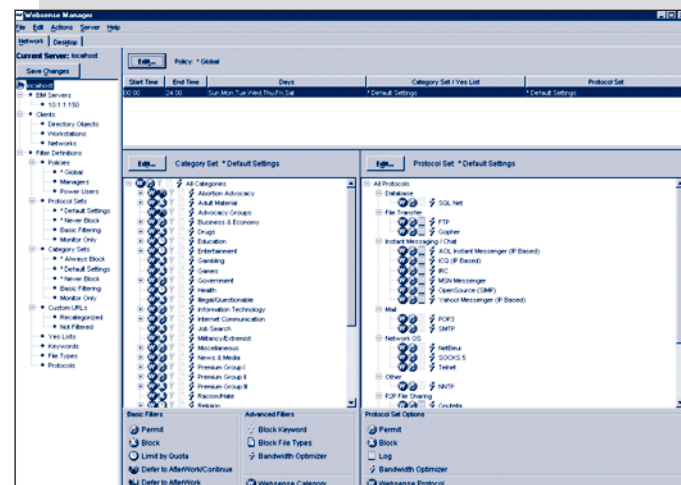 Websense Manager
File Edit Actions Server Help
Network Desktop
Current Server: localhost
Save Changes
localhost
EIM Servers
10.1.1.150
Clients
Directory Objects
Workstations
Networks
Filter Definitions
Policies
* Global
Managers
Power Users
Protocol Sets
* Default Settings
* Never Block
Basic Filtering
Monitor Only
Category Sets
* Always Block
* Default Settings
* Never Block
Basic Filtering
Monitor Only
Custom URLs
Recategorized
Not Filtered
Yes Lists
Keywords
File Types
Protocols
Edit... Policy: * Global
Start Time End Time Days Category Set / Yes List Protocol Set
00:00 24:00 Sun,Mon,Tue,Wed,Thu,Fri,Sat * Default Settings * Default Settings
Edit... Category Set: * Default Settings
All Categories
Abortion Advocacy
Adult Material
Advocacy Groups
Business & Economy
Drugs
Education
Entertainment
Gambling
Games
Government
Health
Illegal/Questionable
Information Technology
Internet Communication
Job Search
Militancy/Extremist
Miscellaneous
News & Media
Premium Group I
Premium Group II
Premium Group III
Racism/Hate
Religion
Edit... Protocol Set: * Default Settings
All Protocols
Database
SQL Net
File Transfer
FTP
Gopher
Instant Messaging / Chat
AOL Instant Messenger (IP Based)
ICQ (IP Based)
IRC
MSN Messenger
OpenSource (SIMP)
Yahoo! Messenger (IP Based)
Mail
POP3
SMTP
Network OS
NetBeui
SOCKS 5
Telnet
Other
NNTP
P2P File Sharing
Gnutella
Basic Filters
Permit
Block
Limit by Quota
Defer to AfterWork/Continue
Defer to AfterWork
Advanced Filters
Block Keyword
Block File Types
Bandwidth Optimizer
Websense Category
Protocol Set Options
Permit
Block
Log
Bandwidth Optimizer
Websense Protocol